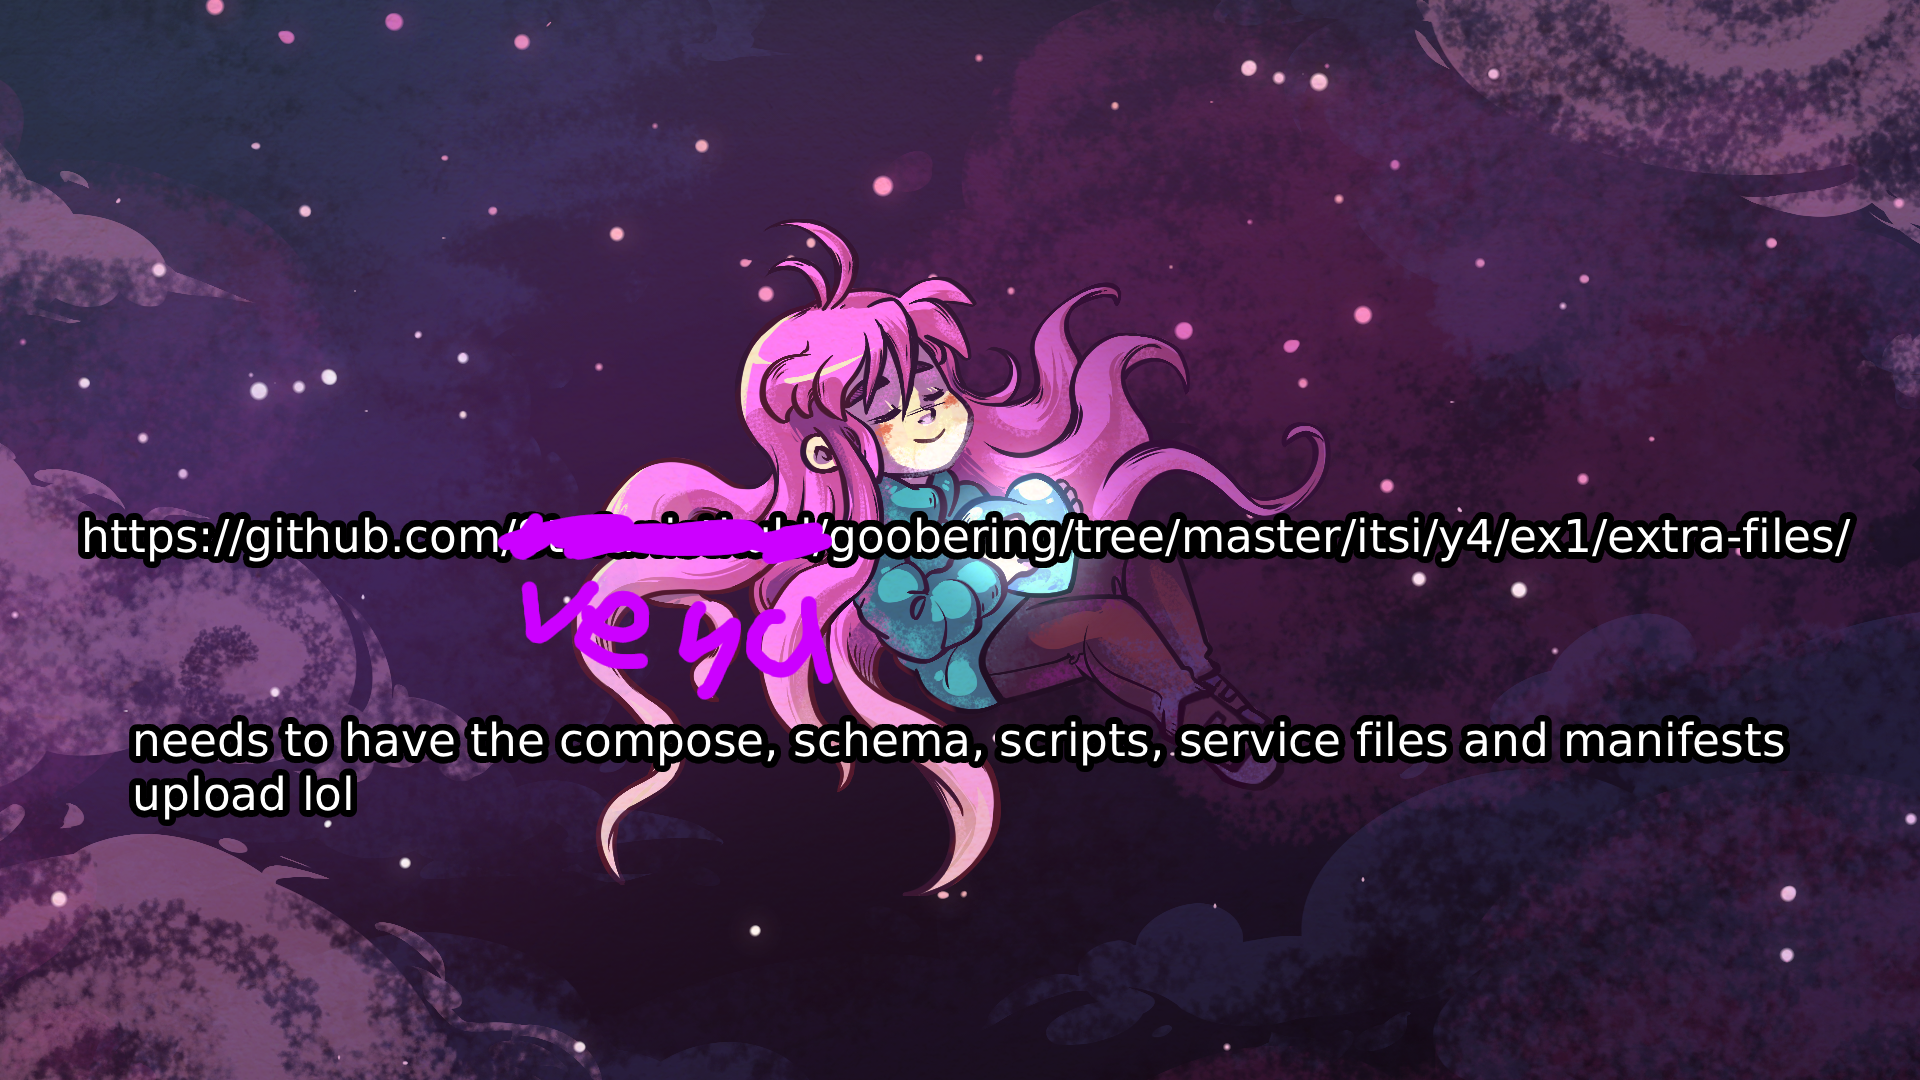 https://github.com/ /goobering/tree/master/itsi/y4/ex1/extra-files/
veyd
needs to have the compose, schema, scripts, service files and manifests
upload lol